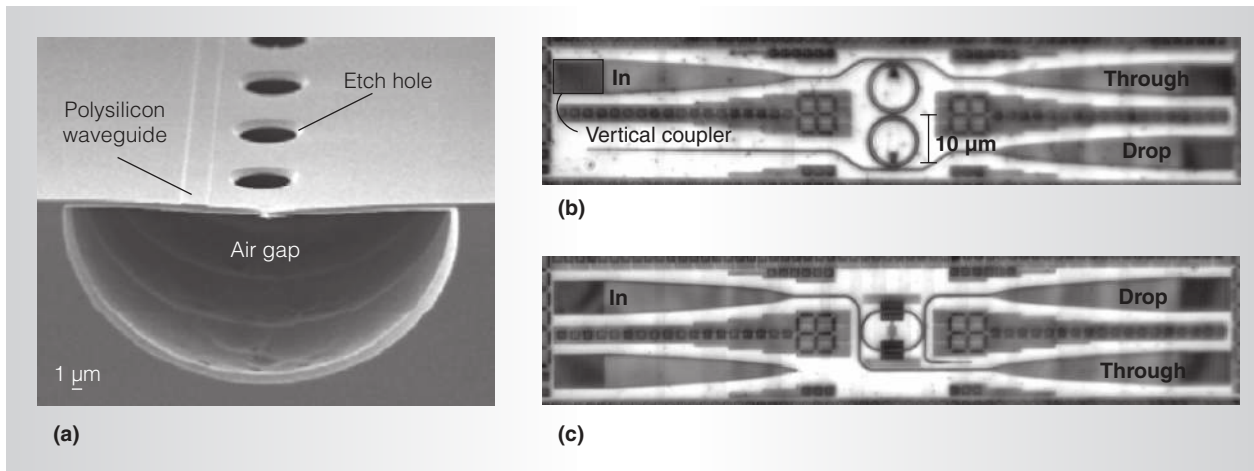 Etch hole
Polysilicon
waveguide
Air gap
1 µm
(a)
In
Through
Vertical coupler
10 µm
Drop
(b)
In
Drop
Through
(c)